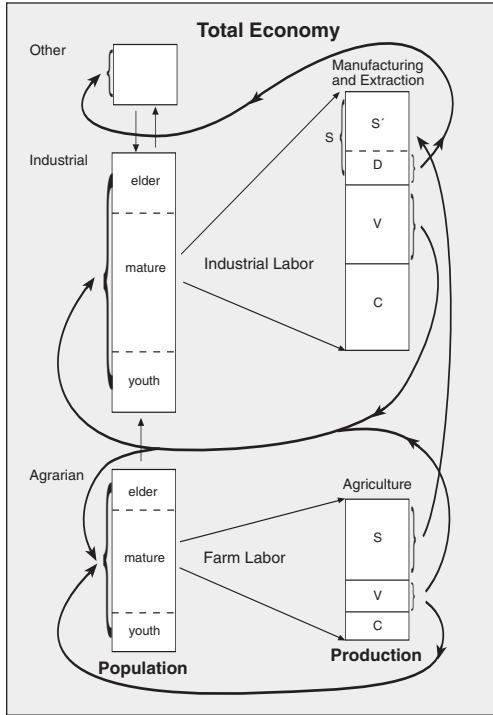 Total Economy
Other
Manufacturing
and Extraction
S
S´
D
V
C
Industrial
elder
mature
youth
Industrial Labor
Agrarian
elder
mature
youth
Farm Labor
Agriculture
S
V
C
Population
Production